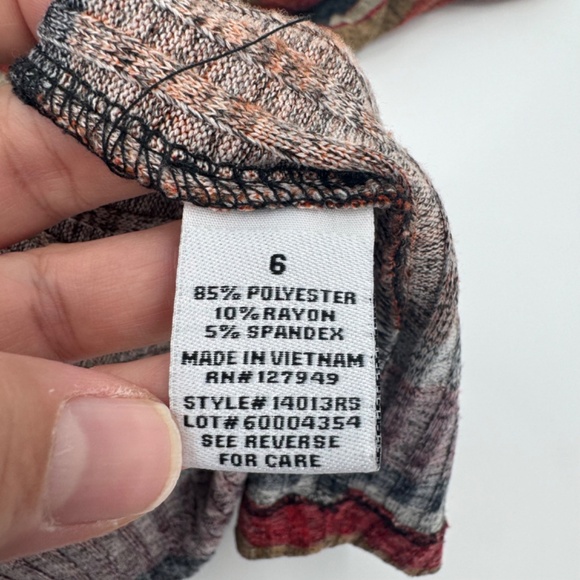 6
85% POLYESTER
10% RAYON
5% SPANDEX
MADE IN VIETNAM
RN# 127949
STYLE# 14013RS
LOT# 60004354
SEE REVERSE
FOR CARE